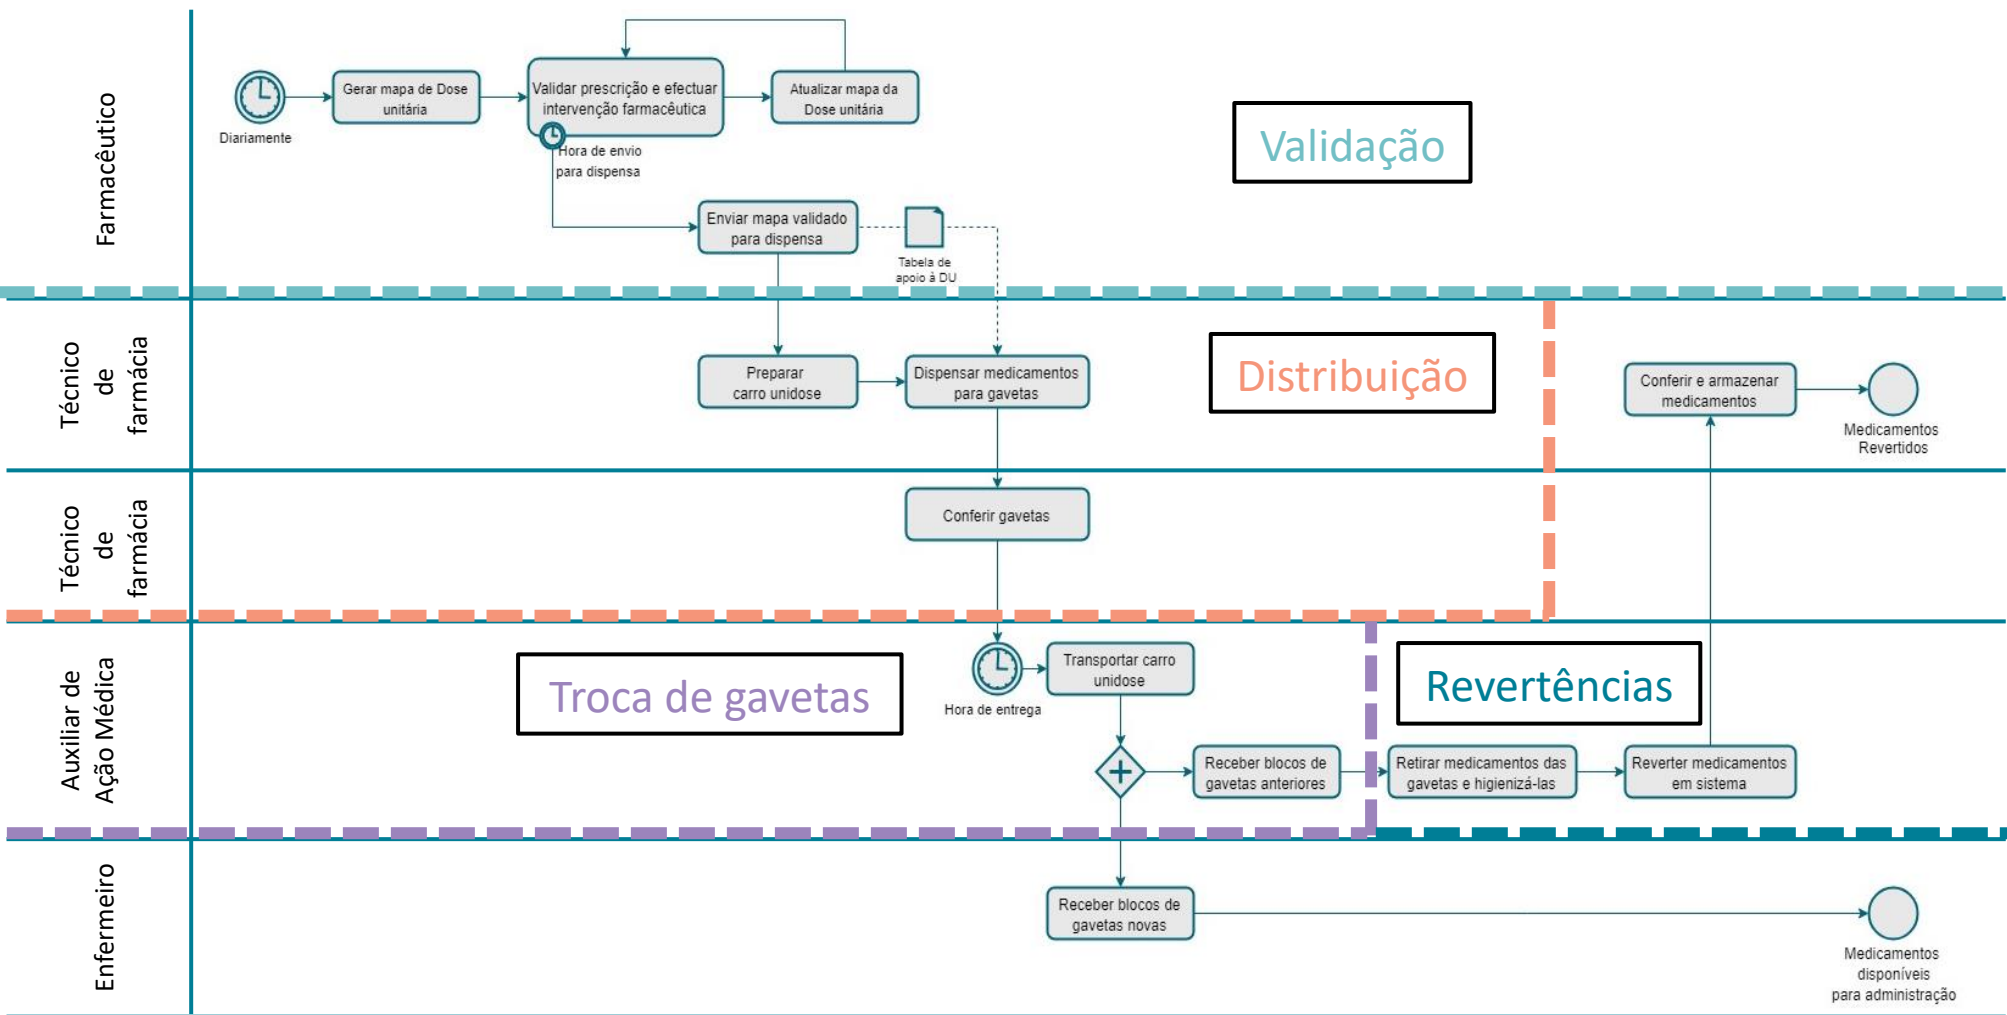 Farmacêutico
Diariamente
Gerar mapa de Dose
unitária
Validar prescrição e efectuar
intervenção farmacêutica
Atualizar mapa da
Dose unitária
Hora de envio
para dispensa
Validação
Enviar mapa validado
para dispensa
Tabela de
apoio à DU
Técnico
de
farmácia
Preparar
carro unidose
Dispensar medicamentos
para gavetas
Distribuição
Conferir e armazenar
medicamentos
Medicamentos
Revertidos
Técnico
de
farmácia
Conferir gavetas
Auxiliar de
Ação Médica
Troca de gavetas
Hora de entrega
Transportar carro
unidose
Revertências
Receber blocos de
gavetas anteriores
Retirar medicamentos das
gavetas e higienizá-las
Reverter medicamentos
em sistema
Enfermeiro
Receber blocos de
gavetas novas
Medicamentos
disponíveis
para administração